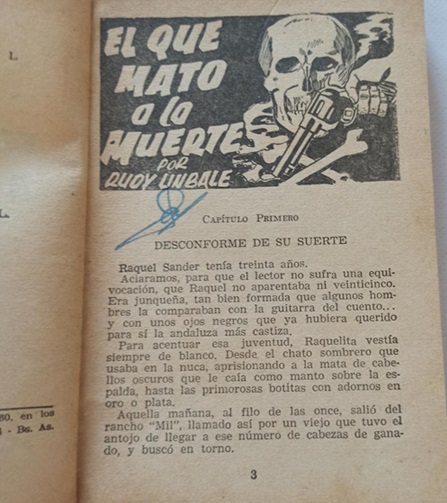 L.
L.
80, en los
- Bs. As.
EL QUE
MATO
a la
MUERTE
POR
RUDY UNBALE
CAPÍTULO PRIMERO
DESCONFORME DE SU SUERTE
Raquel Sander tenía treinta años.
Aciaramos, para que el lector no sufra una equi-
vocación, que Raquel no aparentaba ni veinticinco.
Era junqueña, tan bien formada que algunos hom-
bres la comparaban con la guitarra del cuento...
y con unos ojos negros que ya hubiera querido
para sí la andaluza más castiza.
Para acentuar esa juventud, Raquelita vestía
siempre de blanco. Desde el chato sombrero que
usaba en la nuca, aprisionando a la mata de cabe-
llos oscuros que le caía como manto sobre la es-
palda, hasta las primorosas botitas con adornos en
oro o plata.
Aquella mañana, al filo de las once, salió del
rancho “Mil”, llamado así por un viejo que tuvo el
antojo de llegar a ese número de cabezas de gana-
do, y buscó en torno.
3